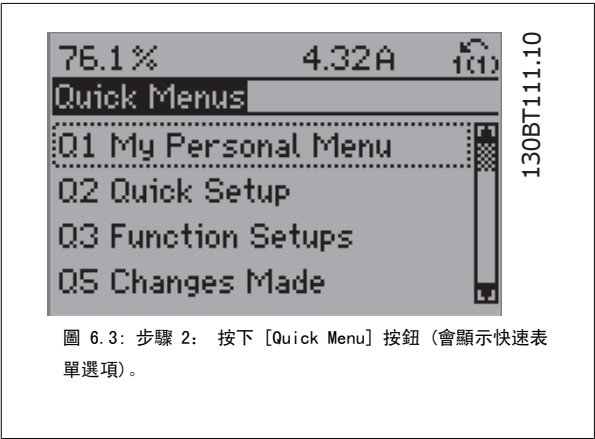 76.1% 4.32A 1(1)
Quick Menus
Q1 My Personal Menu
Q2 Quick Setup
Q3 Function Setups
Q5 Changes Made
130BT111.10
圖 6.3: 步驟 2: 按下 [Quick Menu] 按鈕 (會顯示快速表
單選項)。